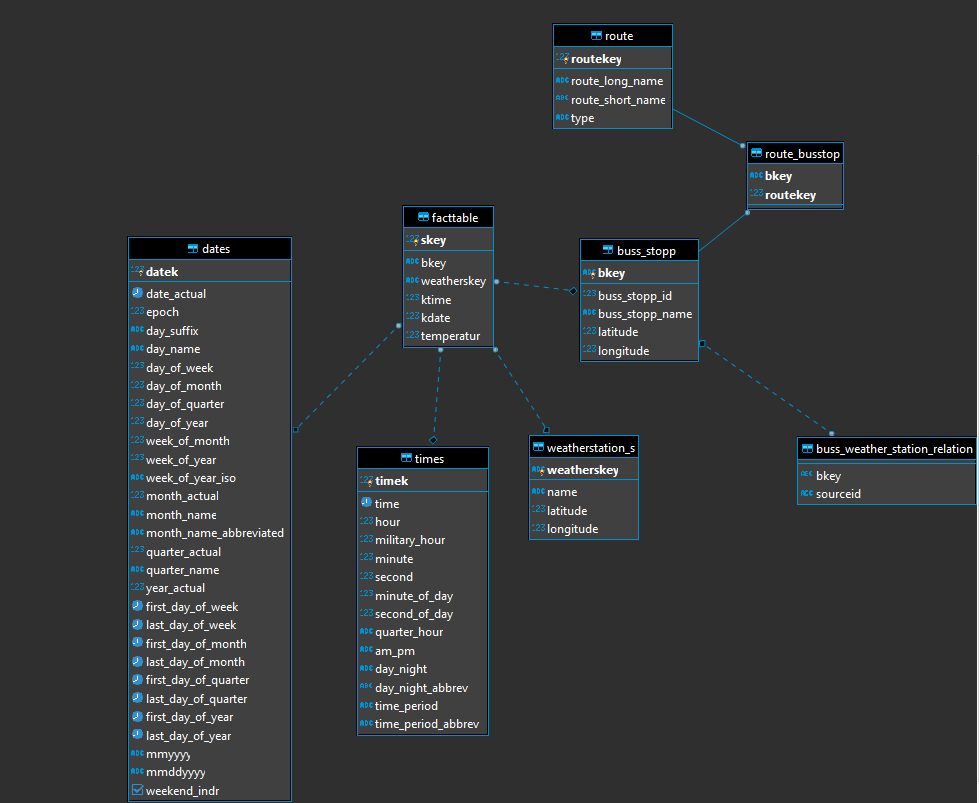 route
routekey
route_long_name
route_short_name
type
route_busstop
bkey
routekey
facttable
skey
bkey
weatherskey
ktime
kdate
temperatur
buss_stopp
bkey
buss_stopp_id
buss_stopp_name
latitude
longitude
dates
datek
date_actual
epoch
day_suffix
day_name
day_of_week
day_of_month
day_of_quarter
day_of_year
week_of_month
week_of_year
week_of_year_iso
month_actual
month_name
month_name_abbreviated
quarter_actual
quarter_name
year_actual
first_day_of_week
last_day_of_week
first_day_of_month
last_day_of_month
first_day_of_quarter
last_day_of_quarter
first_day_of_year
last_day_of_year
mmyyyy
mmddyyyy
weekend_indr
times
timek
time
hour
military_hour
minute
second
minute_of_day
second_of_day
quarter_hour
am_pm
day_night
day_night_abbrev
time_period
time_period_abbrev
weatherstation_s
weatherskey
name
latitude
longitude
buss_weather_station_relation
bkey
sourceid